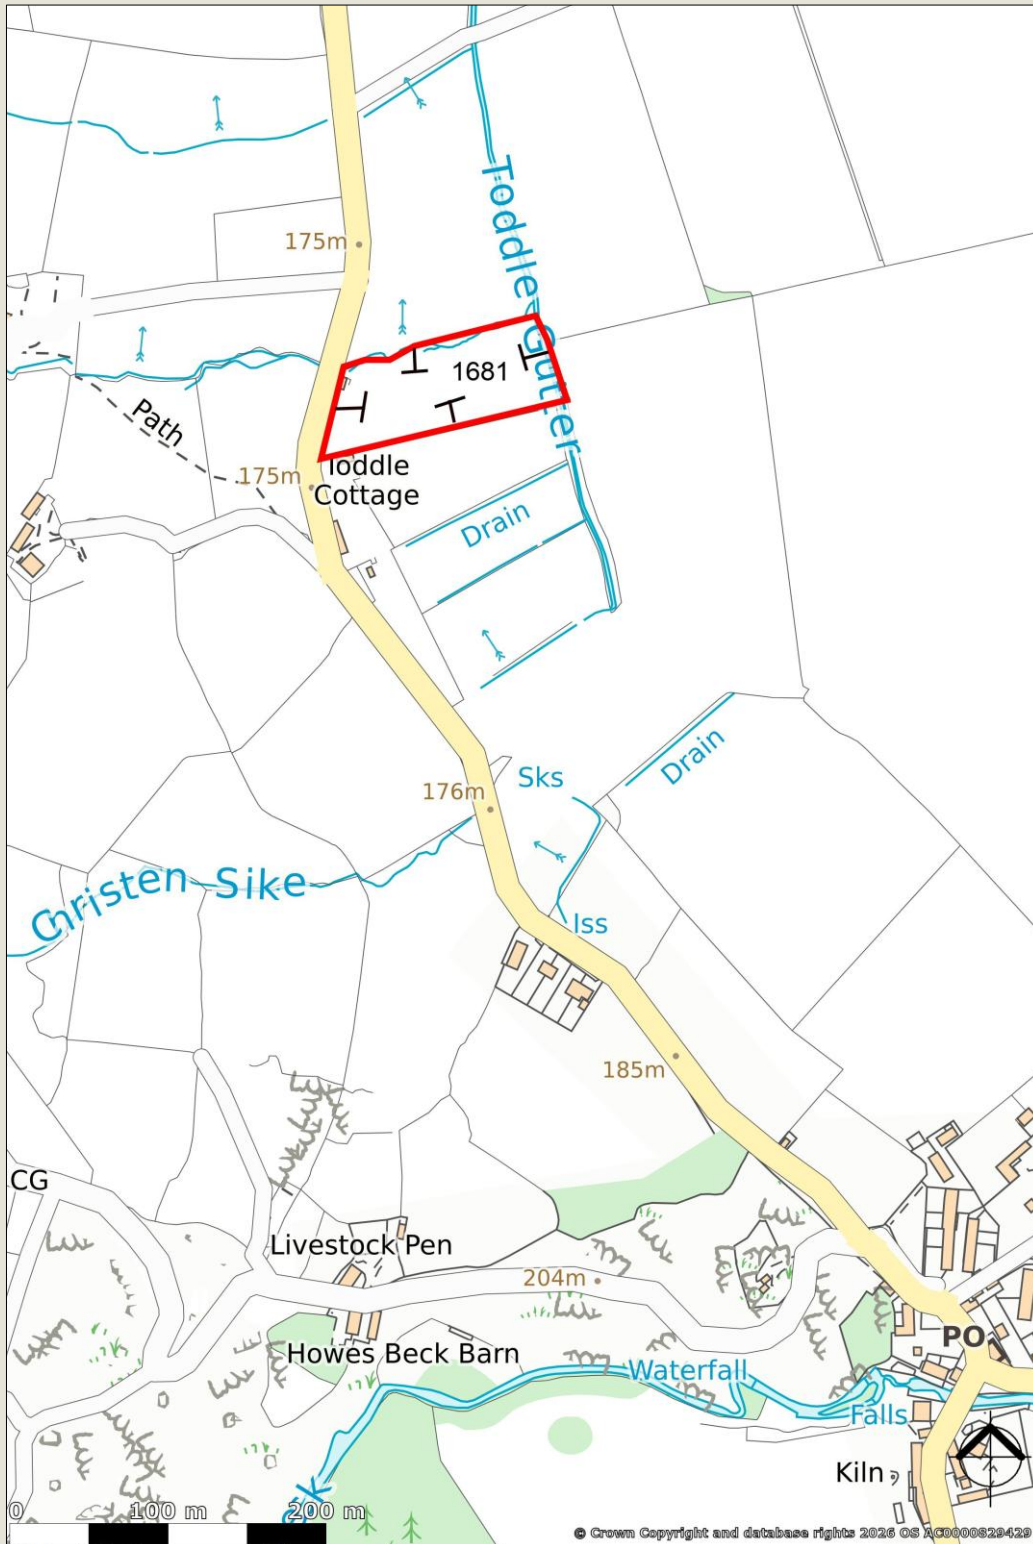 Toddle Gutter
175m
1681
Path
175m
Toddle
Cottage
Drain
Drain
Sks
176m
Christen Sike
Iss
185m
CG
Livestock Pen
204m
PO
Howes Beck Barn
Waterfall
Falls
Kiln
0 100 m 200 m
© Crown Copyright and database rights 2026 OS AC0000829429